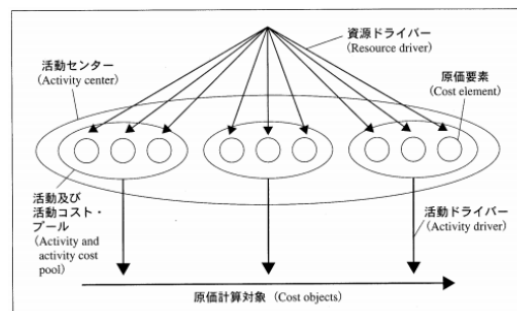 資源ドライバー
(Resource driver)
活動センター
(Activity center)
原価要素
(Cost element)
活動及び
活動コスト・
プール
(Activity and
activity cost
pool)
活動ドライバー
(Activity driver)
原価計算対象 (Cost objects)